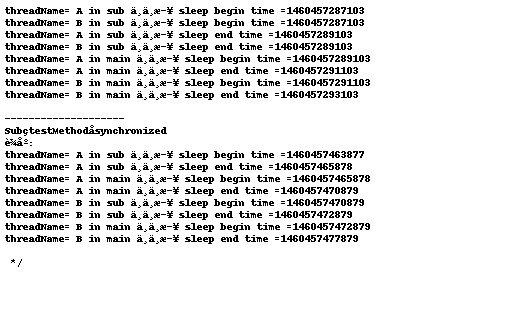 threadName= A in sub ä¸‚ä¸‚æ-¥ sleep begin time =1460457287103
threadName= B in sub ä¸‚ä¸‚æ-¥ sleep begin time =1460457287103
threadName= A in sub ä¸‚ä¸‚æ-¥ sleep end time =1460457289103
threadName= B in sub ä¸‚ä¸‚æ-¥ sleep end time =1460457289103
threadName= A in main ä¸‚ä¸‚æ-¥ sleep begin time =1460457289103
threadName= A in main ä¸‚ä¸‚æ-¥ sleep end time =1460457291103
threadName= B in main ä¸‚ä¸‚æ-¥ sleep begin time =1460457291103
threadName= B in main ä¸‚ä¸‚æ-¥ sleep end time =1460457293103
--------------------
SubçtestMethodåsynchronized
è¾å²:
threadName= A in sub ä¸‚ä¸‚æ-¥ sleep begin time =1460457463877
threadName= A in sub ä¸‚ä¸‚æ-¥ sleep end time =1460457465878
threadName= A in main ä¸‚ä¸‚æ-¥ sleep begin time =1460457465878
threadName= A in main ä¸‚ä¸‚æ-¥ sleep end time =1460457470879
threadName= B in sub ä¸‚ä¸‚æ-¥ sleep begin time =1460457470879
threadName= B in sub ä¸‚ä¸‚æ-¥ sleep end time =1460457472879
threadName= B in main ä¸‚ä¸‚æ-¥ sleep begin time =1460457472879
threadName= B in main ä¸‚ä¸‚æ-¥ sleep end time =1460457477879
*/